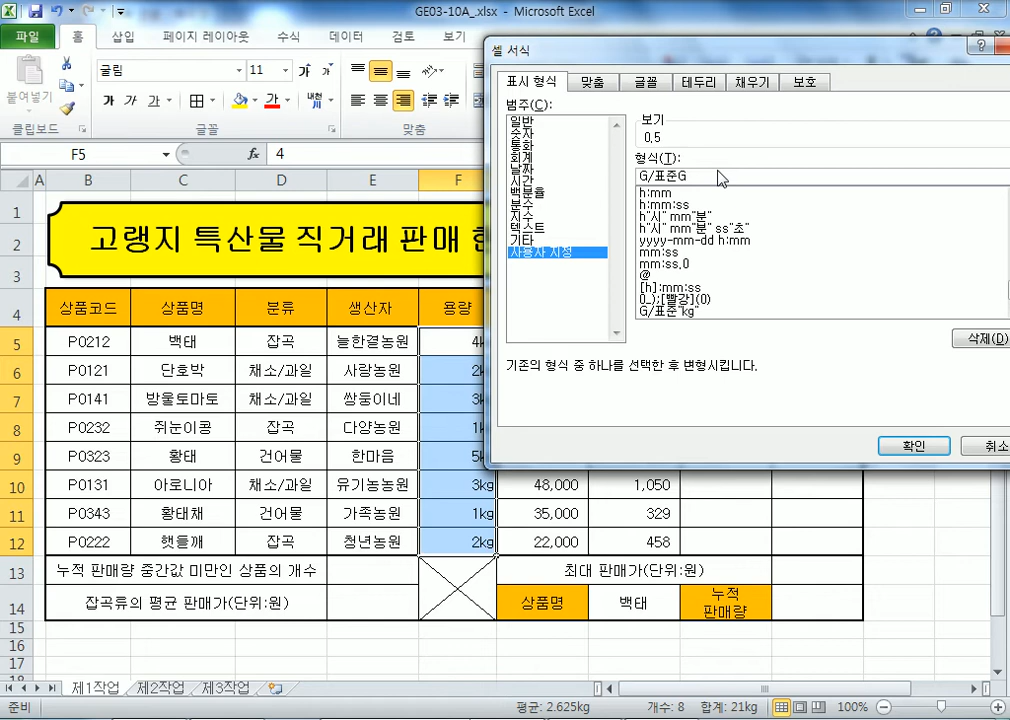 GE03-10A_.xlsx - Microsoft Excel
파일 홈 삽입 페이지 레이아웃 수식 데이터 검토 보기
붙여넣기
굴림 11
가 가 가
내천
클립보드 글꼴 맞춤
F5 fx 4
A B C D E F
1
2 고랭지 특산물 직거래 판매 현
3
4 상품코드 상품명 분류 생산자 용량
5 P0212 백태 잡곡 늘한결농원 4k
6 P0121 단호박 채소/과일 사랑농원 2k
7 P0141 방울토마토 채소/과일 쌍둥이네 3k
8 P0232 쥐눈이콩 잡곡 다양농원 1k
9 P0323 황태 건어물 한마음 5k
10 P0131 아로니아 채소/과일 유기농농원 3kg 48,000 1,050
11 P0343 황태채 건어물 가족농원 1kg 35,000 329
12 P0222 햇들깨 잡곡 청년농원 2kg 22,000 458
13 누적 판매량 중간값 미만인 상품의 개수 최대 판매가(단위:원)
14 잡곡류의 평균 판매가(단위:원) 상품명 백태 누적
판매량
15
16
17
18
제1작업 제2작업 제3작업
준비 평균: 2.625kg 개수: 8 합계: 21kg 100%
셀 서식
표시 형식 맞춤 글꼴 테두리 채우기 보호
범주(C):
일반
숫자
통화
회계
날짜
시간
백분율
분수
지수
텍스트
기타
사용자 지정
보기
0.5
형식(T):
G/표준G
h:mm
h:mm:ss
h"시" mm"분"
h"시" mm"분" ss"초"
yyyy-mm-dd h:mm
mm:ss
mm:ss.0
@
[h]:mm:ss
0_);[빨강](0)
G/표준"kg"
삭제(D)
기존의 형식 중 하나를 선택한 후 변형시킵니다.
확인 취소